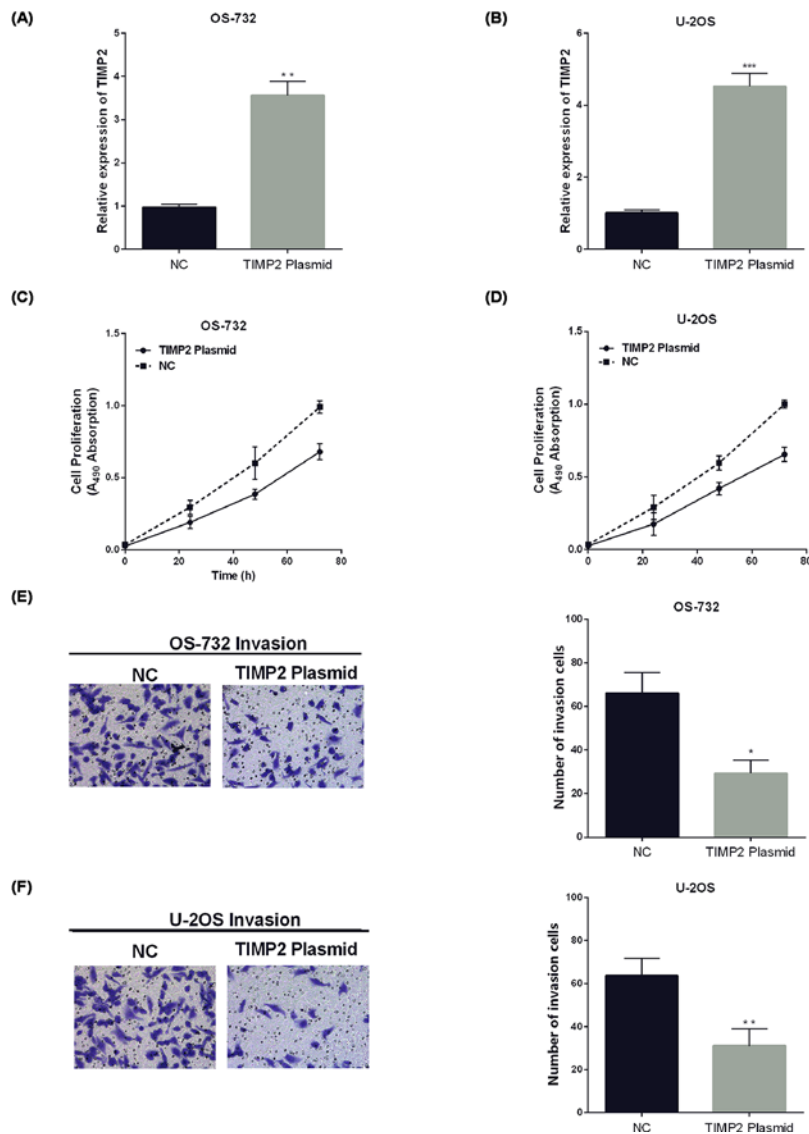 (A)
OS-732
Relative expression of TIMP2
8
6
4
2
0
**
NC
TIMP2 Plasmid
(B)
U-2OS
Relative expression of TIMP2
6
4
2
0
***
NC
TIMP2 Plasmid
(C)
OS-732
Cell Proliferation
(A490 Absorption)
1.5
1.0
0.5
0.0
TIMP2 Plasmid
NC
0
20
40
60
80
Time (h)
(D)
U-2OS
Cell Proliferation
(A490 Absorption)
1.5
1.0
0.5
0.0
TIMP2 Plasmid
NC
0
20
40
60
80
(E)
OS-732 Invasion
NC
TIMP2 Plasmid
OS-732
Number of invasion cells
100
80
60
40
20
0
*
NC
TIMP2 Plasmid
(F)
U-2OS Invasion
NC
TIMP2 Plasmid
U-2OS
Number of invasion cells
100
80
60
40
20
0
**
NC
TIMP2 Plasmid